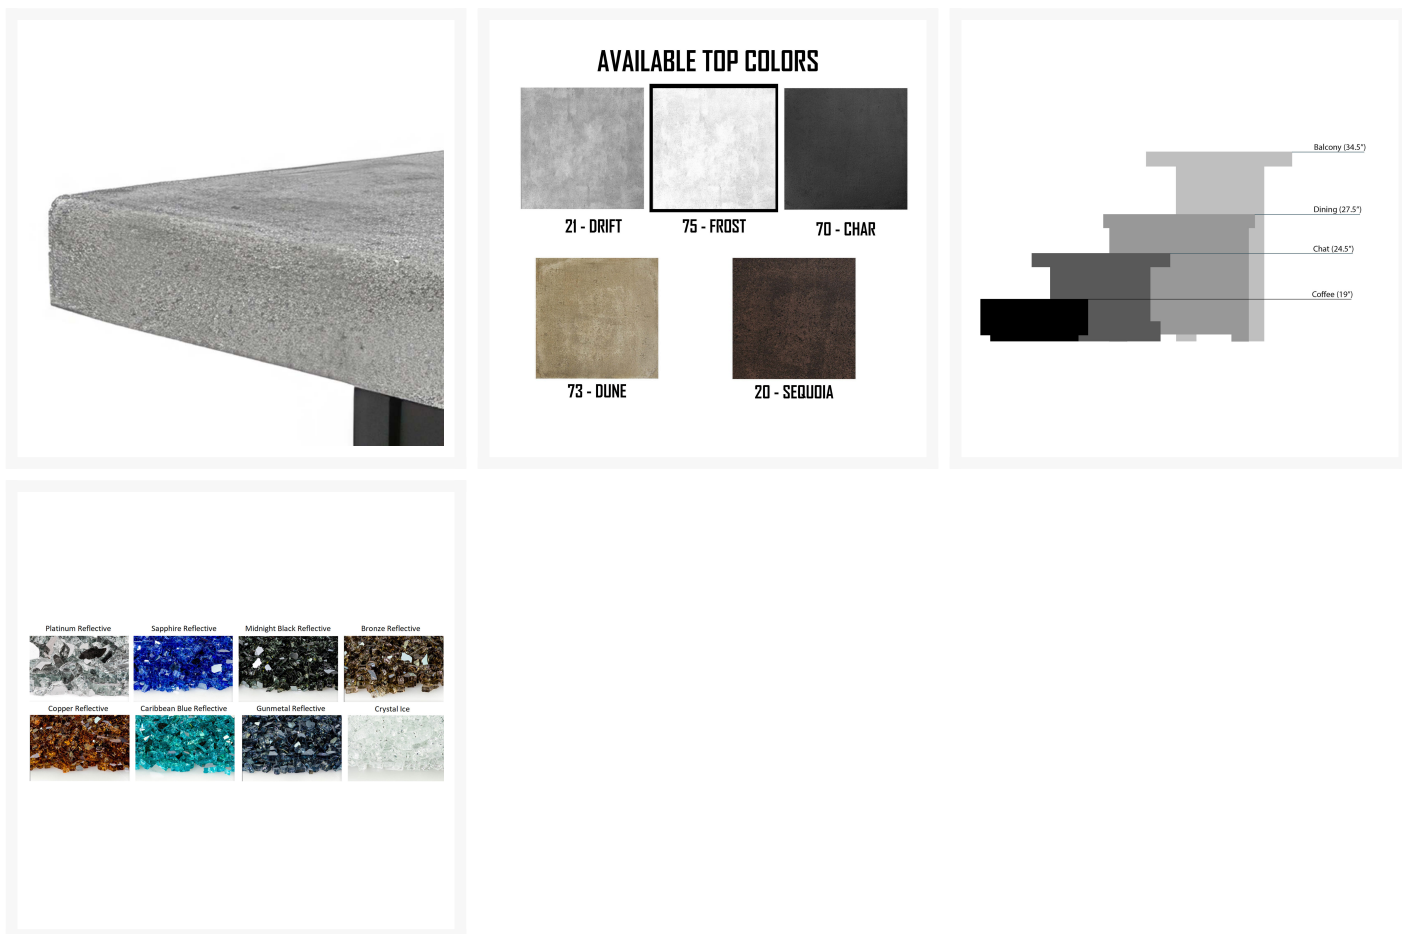 AVAILABLE TOP COLORS
21 - DRIFT
75 - FROST
70 - CHAR
73 - DUNE
20 - SEQUOIA
Balcony (34.5")
Dining (27.5")
Chat (24.5")
Coffee (19")
Platinum Reflective
Sapphire Reflective
Midnight Black Reflective
Bronze Reflective
Copper Reflective
Caribbean Blue Reflective
Gunmetal Reflective
Crystal Ice